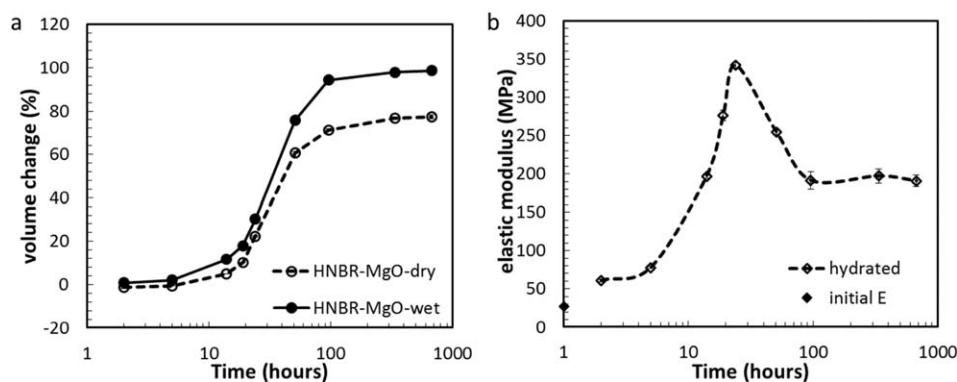 a
120
100
80
60
40
20
0
-20
volume change (%)
HNBR-MgO-dry
HNBR-MgO-wet
1 10 100 1000
Time (hours)
b
400
350
300
250
200
150
100
50
0
elastic modulus (MPa)
hydrated
initial E
1 10 100 1000
Time (hours)